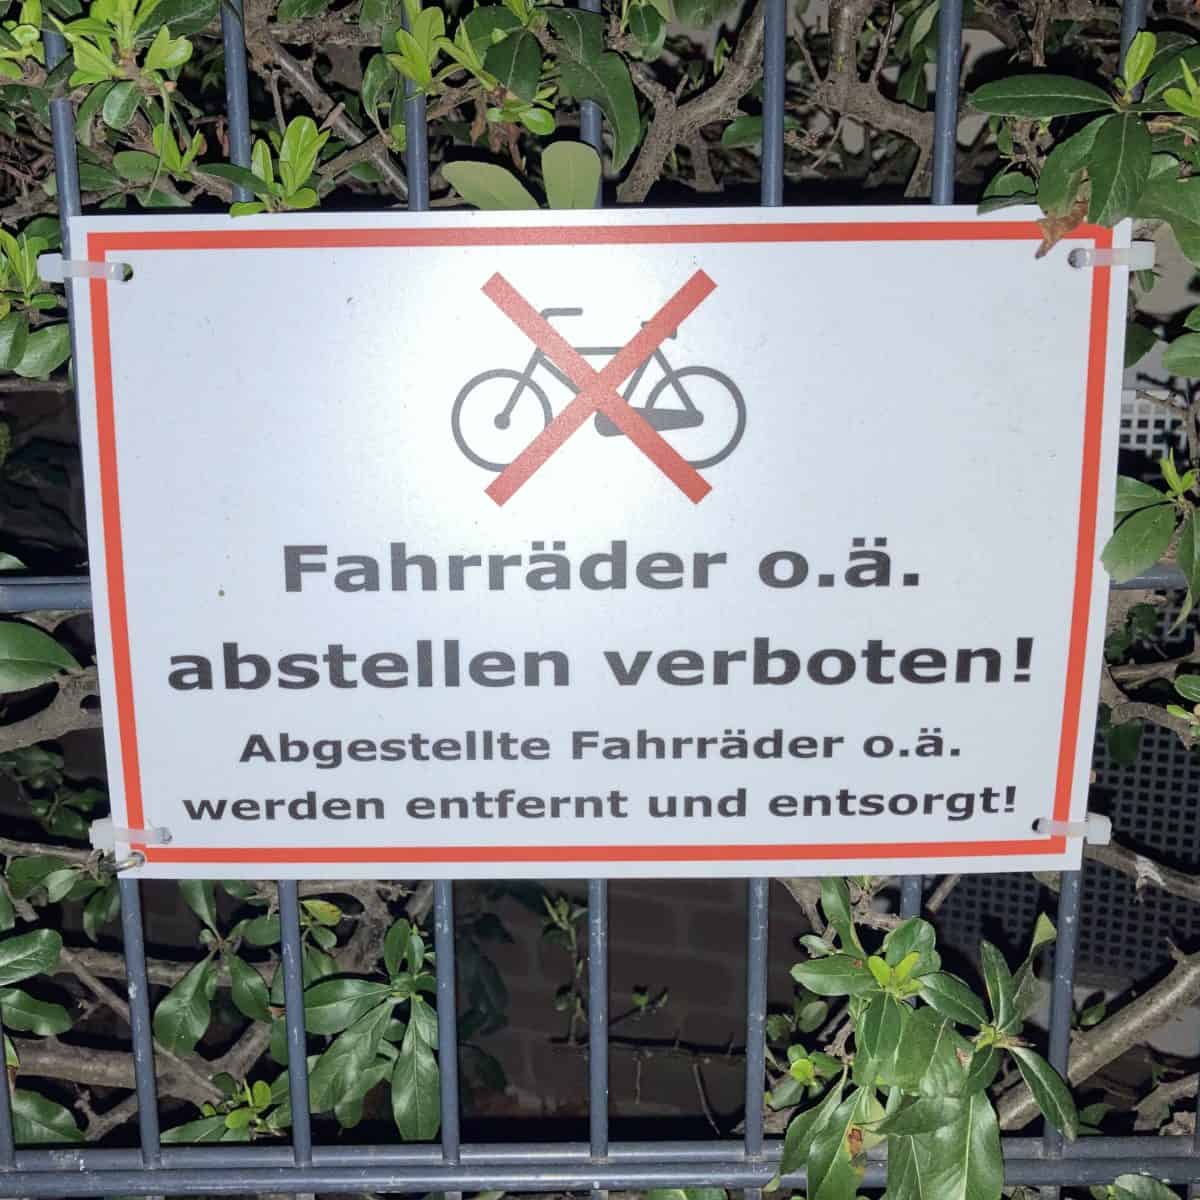 Fahrräder o.ä.
abstellen verboten!
Abgestellte Fahrräder o.ä.
werden entfernt und entsorgt!